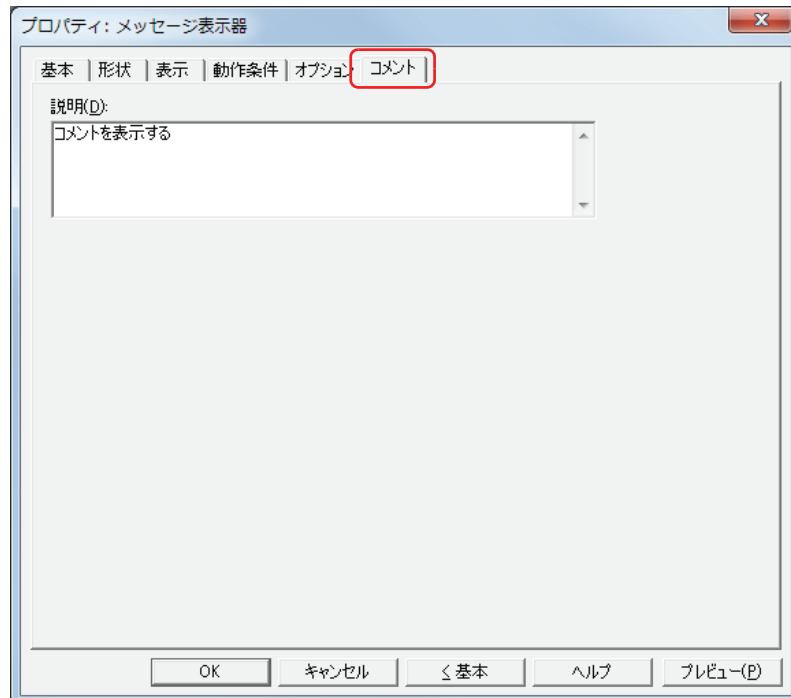 プロパティ: メッセージ表示器
基本 形状 表示 動作条件 オプション コメント
説明(D):
コメントを表示する
OK キャンセル < 基本 ヘルプ プレビュー(P)